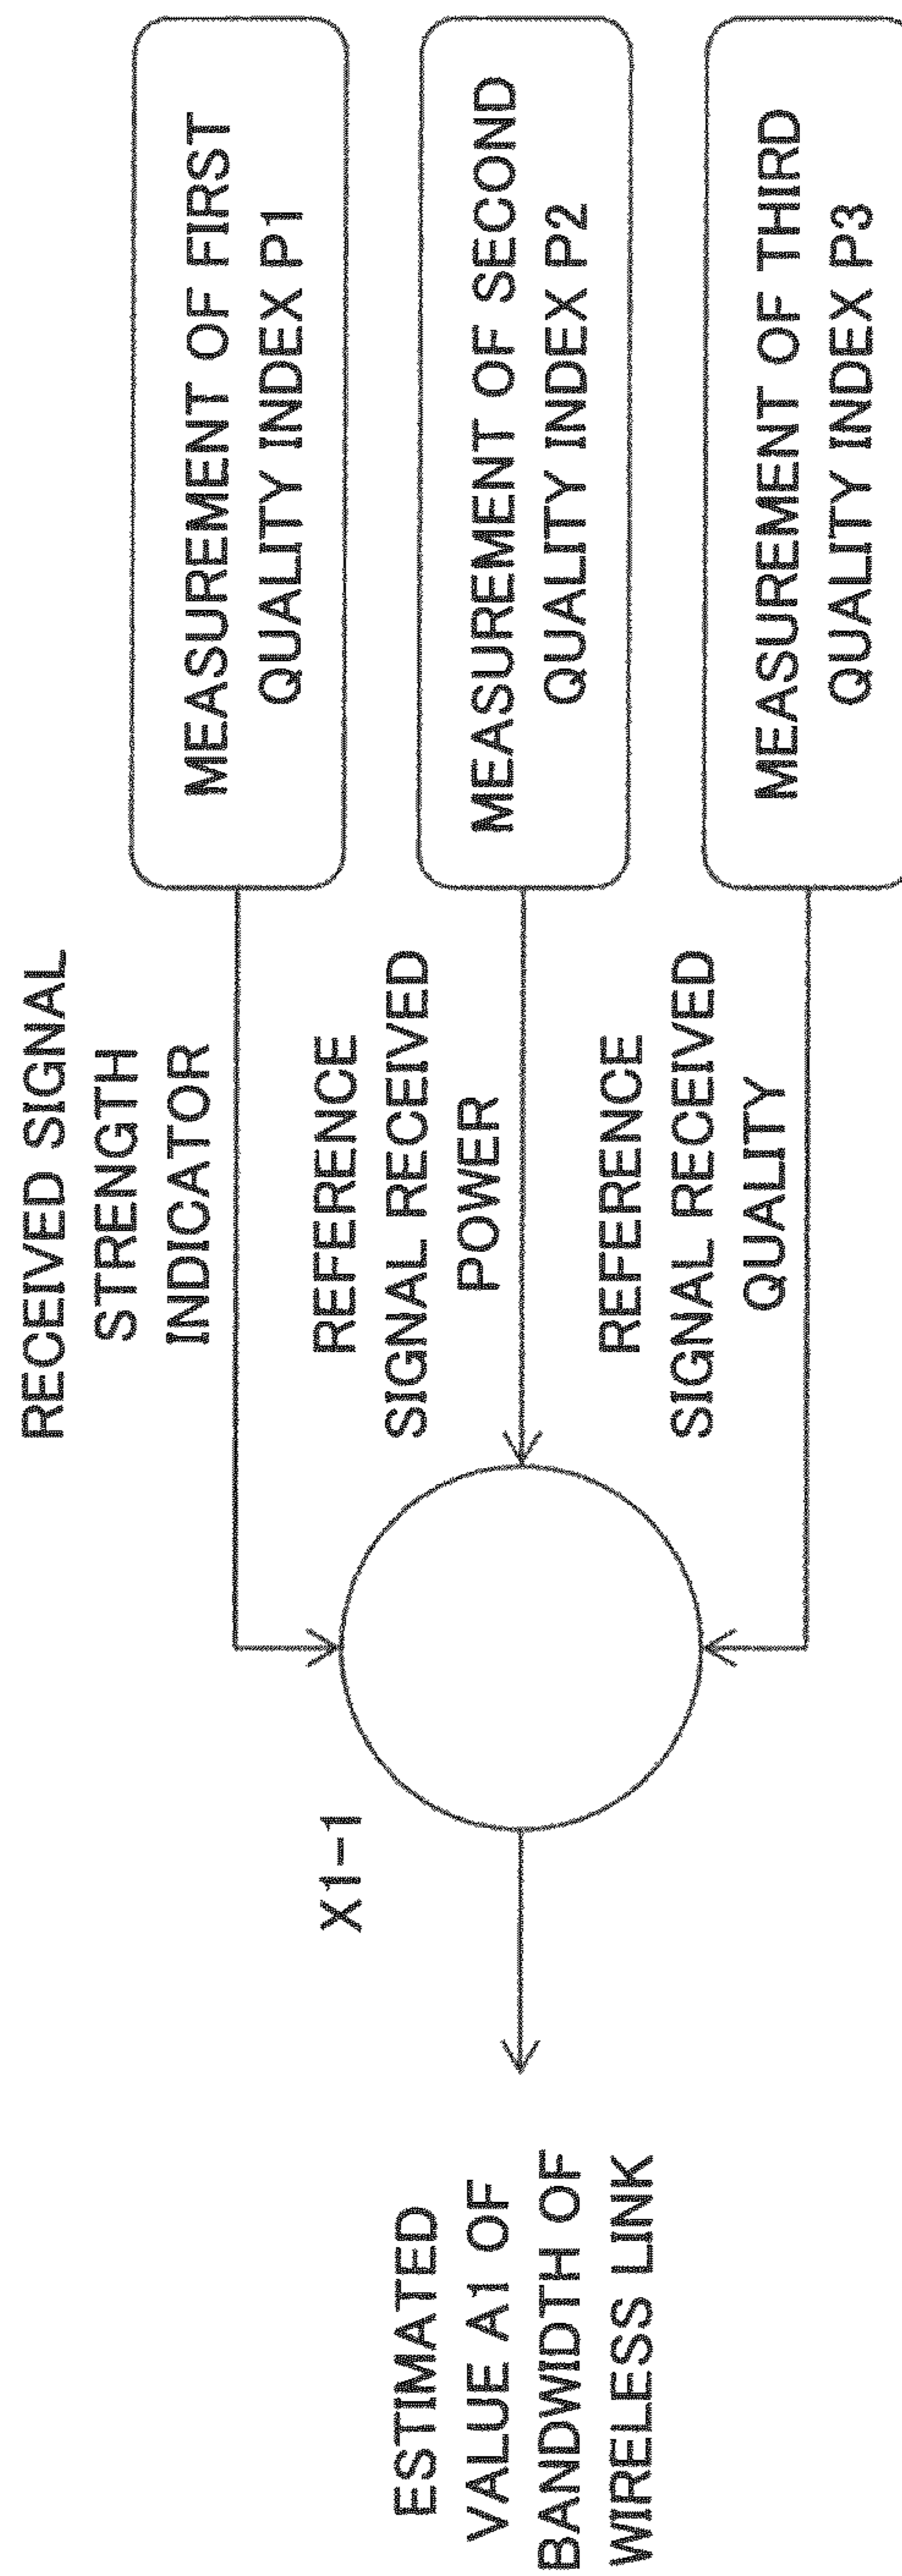 RECEIVED SIGNAL
STRENGTH
INDICATOR
MEASUREMENT OF FIRST
QUALITY INDEX P1
REFERENCE
SIGNAL RECEIVED
POWER
MEASUREMENT OF SECOND
QUALITY INDEX P2
REFERENCE
SIGNAL RECEIVED
QUALITY
MEASUREMENT OF THIRD
QUALITY INDEX P3
X1-1
ESTIMATED
VALUE A1 OF
BANDWIDTH OF
WIRELESS LINK